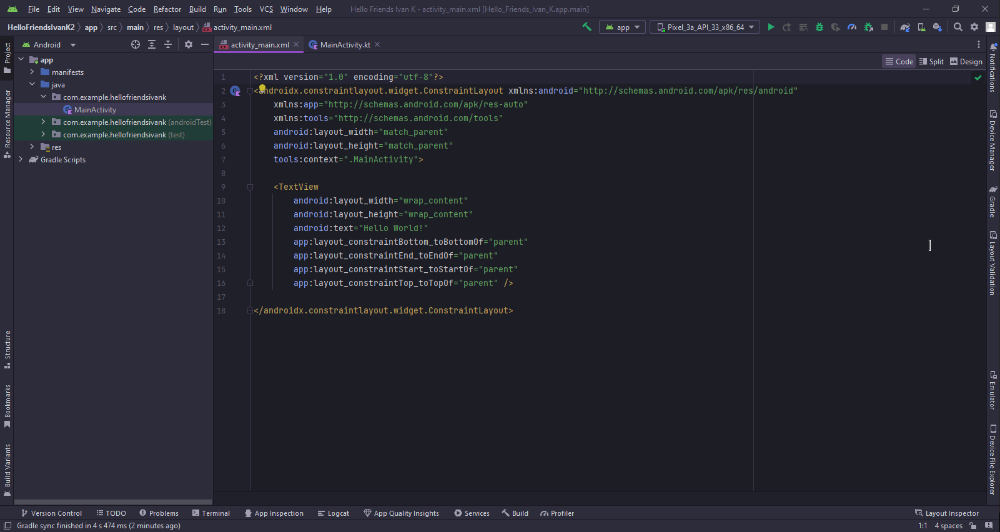 File Edit View Navigate Code Refactor Build Run Tools VCS Window Help Hello Friends Ivan K - activity_main.xml [Hello_Friends_Ivan_K.app.main]
HelloFriendsIvanK2 app src main res layout activity_main.xml app Pixel_3a_API_33_x86_64
Android activity_main.xml MainActivity.kt
Code Split Design
app
manifests
java
com.example.hellofriendsivank
MainActivity
com.example.hellofriendsivank (androidTest)
com.example.hellofriendsivank (test)
res
Gradle Scripts
Project
Resource Manager
Structure
Bookmarks
Build Variants
1 <?xml version="1.0" encoding="utf-8"?>
2 <androidx.constraintlayout.widget.ConstraintLayout xmlns:android="http://schemas.android.com/apk/res/android"
3 xmlns:app="http://schemas.android.com/apk/res-auto"
4 xmlns:tools="http://schemas.android.com/tools"
5 android:layout_width="match_parent"
6 android:layout_height="match_parent"
7 tools:context=".MainActivity">
8
9 <TextView
10 android:layout_width="wrap_content"
11 android:layout_height="wrap_content"
12 android:text="Hello World!"
13 app:layout_constraintBottom_toBottomOf="parent"
14 app:layout_constraintEnd_toEndOf="parent"
15 app:layout_constraintStart_toStartOf="parent"
16 app:layout_constraintTop_toTopOf="parent" />
17
18 </androidx.constraintlayout.widget.ConstraintLayout>
Notifications
Device Manager
Gradle
Layout Validation
Emulator
Device File Explorer
Version Control TODO Problems Terminal App Inspection Logcat App Quality Insights Services Build Profiler Layout Inspector
Gradle sync finished in 4 s 474 ms (2 minutes ago) 1:1 4 spaces